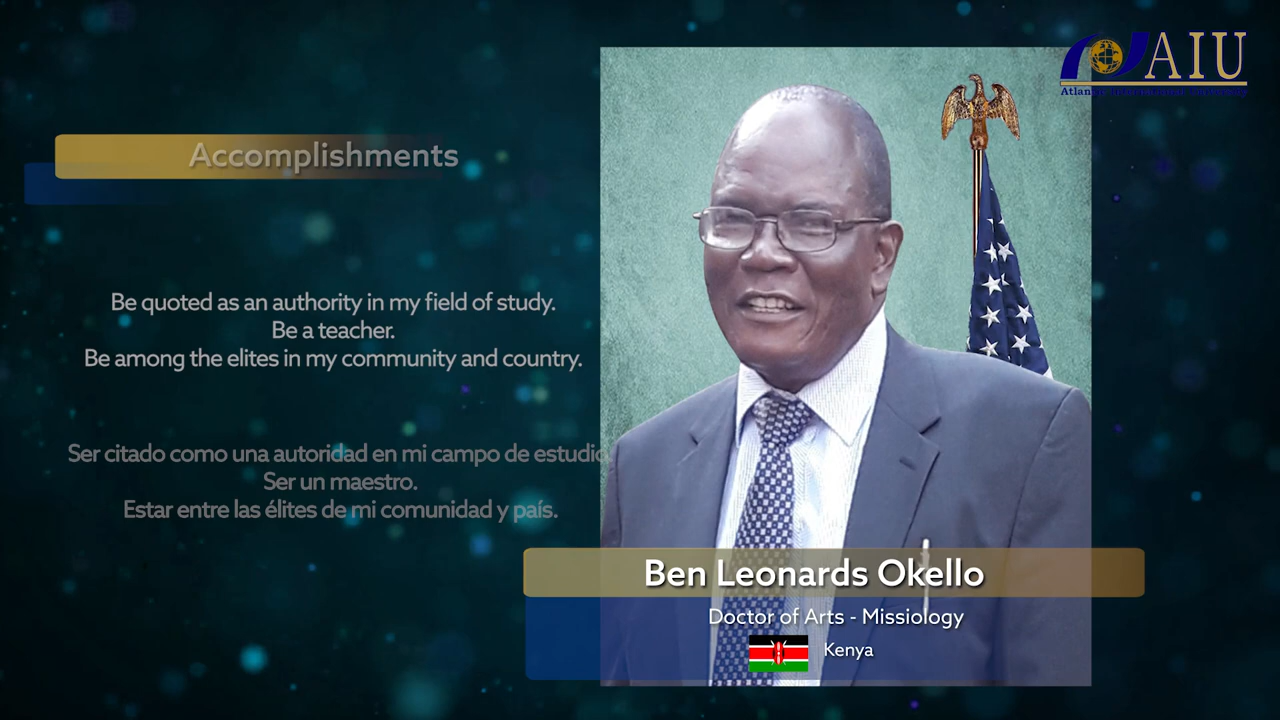 AIU
Accomplishments
Be quoted as an authority in my field of study.
Be a teacher.
Be among the elites in my community and country.
Ser citado como una autoridad en mi campo de estudio.
Ser un maestro.
Estar entre las élites de mi comunidad y país.
Ben Leonards Okello
Doctor of Arts - Missiology
Kenya